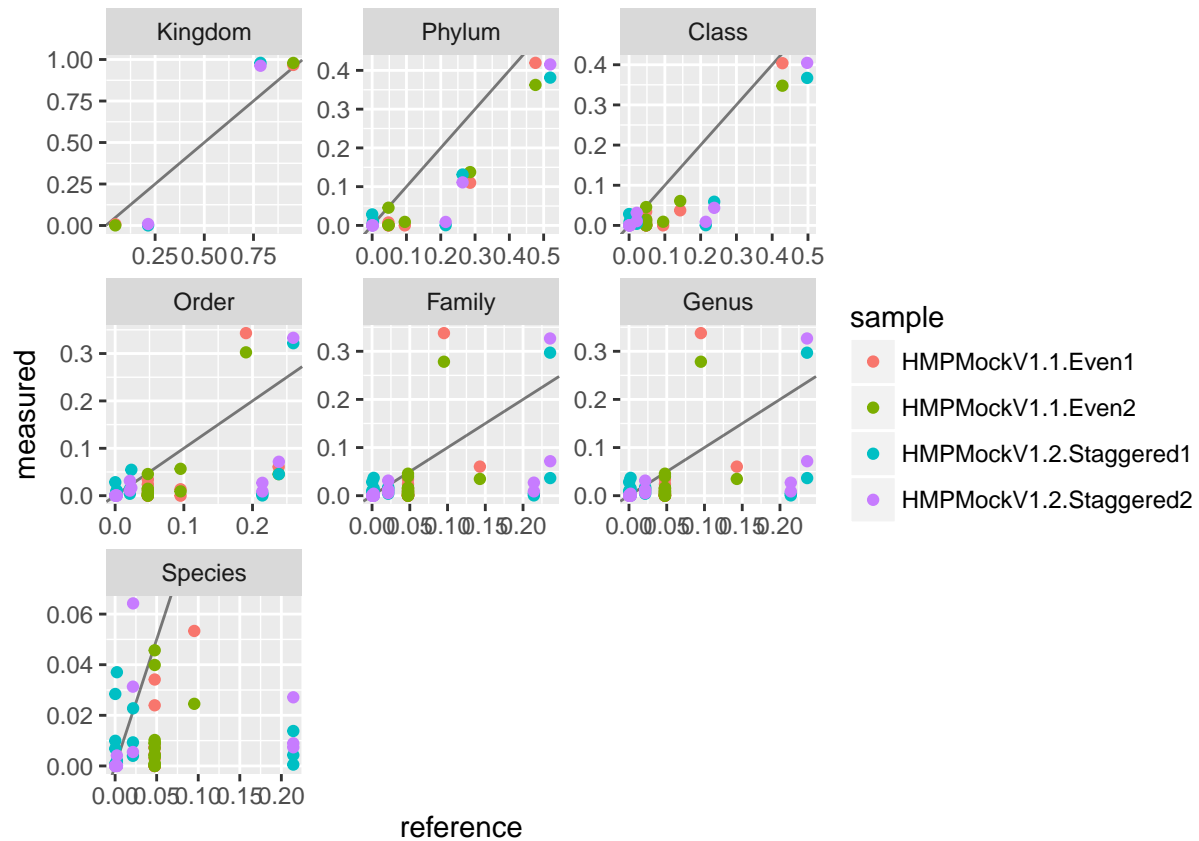 Kingdom
Phylum
Class
1.00
0.75
0.50
0.25
0.00
0.4
0.3
0.2
0.1
0.0
0.4
0.3
0.2
0.1
0.0
0.25 0.50 0.75
0.0 0.1 0.2 0.3 0.4 0.5
0.0 0.1 0.2 0.3 0.4 0.5
Order
Family
Genus
0.3
0.2
0.1
0.0
0.3
0.2
0.1
0.0
0.3
0.2
0.1
0.0
0.0 0.1 0.2
0.00 0.05 0.10 0.15 0.20
0.00 0.05 0.10 0.15 0.20
Species
0.06
0.04
0.02
0.00
0.00 0.05 0.10 0.15 0.20
measured
reference
sample
HMPMockV1.1.Even1
HMPMockV1.1.Even2
HMPMockV1.2.Staggered1
HMPMockV1.2.Staggered2